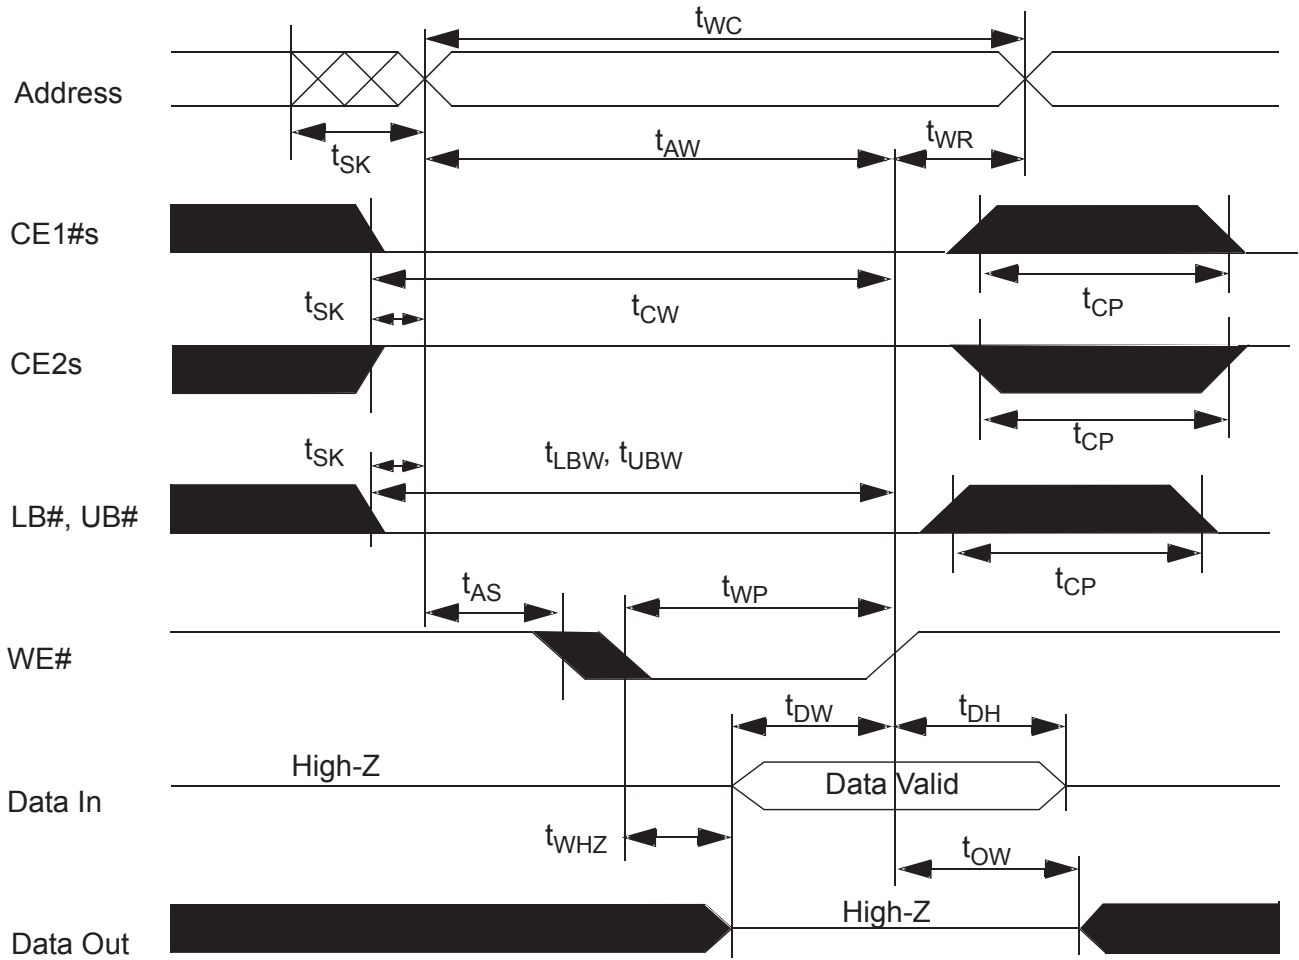 tWC
Address
tSK
tAW
tWR
CE1#s
tSK
tCW
tCP
CE2s
tSK
tLBW, tUBW
tCP
LB#, UB#
tAS
tWP
tCP
WE#
tDW
tDH
High-Z
Data Valid
Data In
tWHZ
tOW
High-Z
Data Out